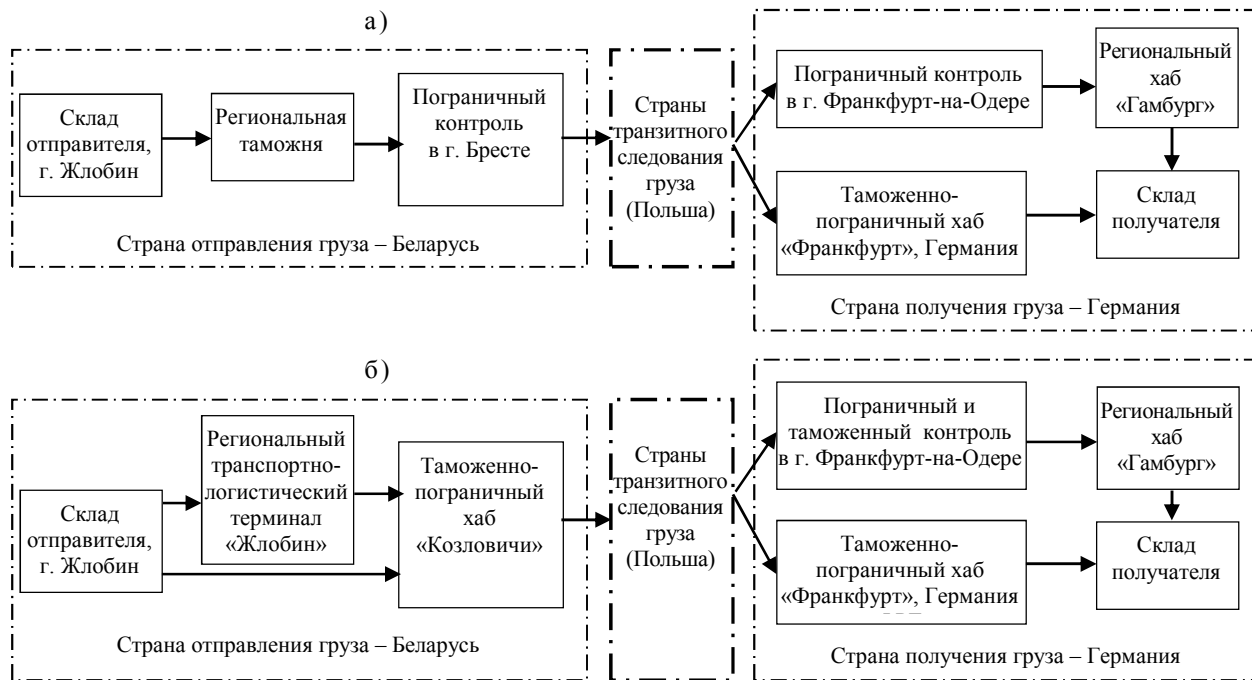 а)
Склад
отправителя,
г. Жлобин
Региональная
таможня
Пограничный
контроль
в г. Бресте
Страна отправления груза – Беларусь
Страны
транзитного
следования
груза
(Польша)
Пограничный контроль
в г. Франкфурт-на-Одере
Региональный
хаб
«Гамбург»
Таможенно-
пограничный хаб
«Франкфурт», Германия
Склад
получателя
Страна получения груза – Германия
б)
Склад
отправителя,
г. Жлобин
Региональный
транспортно-
логистический
терминал
«Жлобин»
Таможенно-
пограничный
хаб
«Козловичи»
Страна отправления груза – Беларусь
Страны
транзитного
следования
груза
(Польша)
Пограничный и
таможенный контроль
в г. Франкфурт-на-Одере
Региональный
хаб
«Гамбург»
Таможенно-
пограничный хаб
«Франкфурт», Германия
Склад
получателя
Страна получения груза – Германия